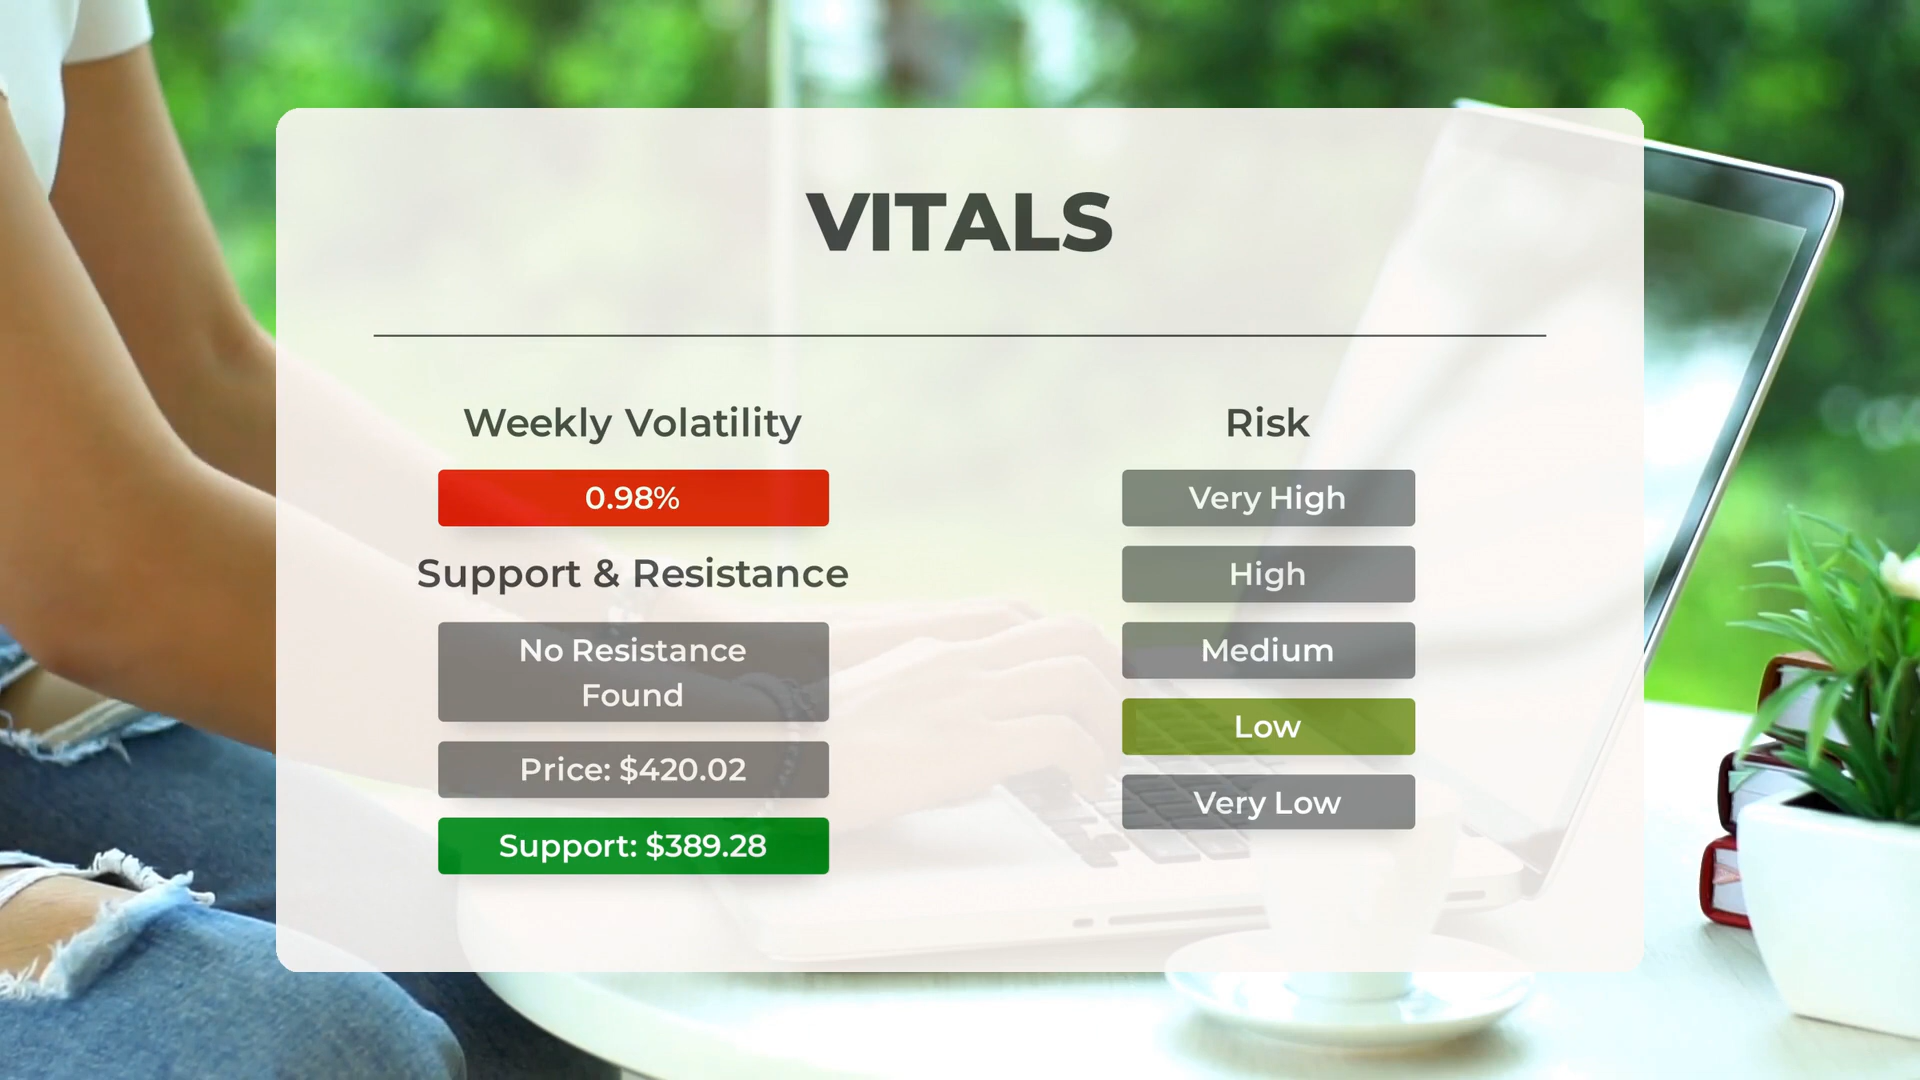 VITALS
Weekly Volatility
0.98%
Support & Resistance
No Resistance
Found
Price: $420.02
Support: $389.28
Risk
Very High
High
Medium
Low
Very Low